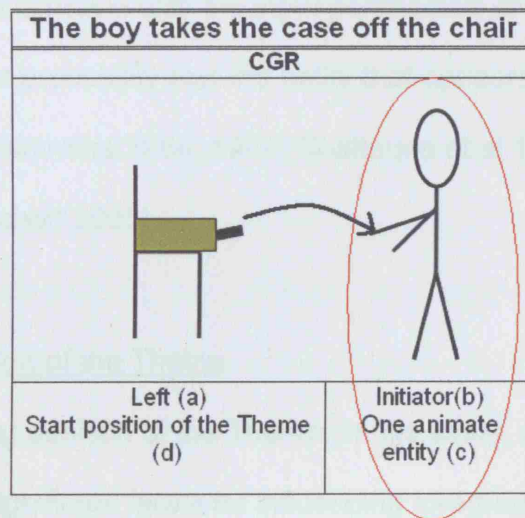 The boy takes the case off the chair
CGR
Left (a)
Start position of the Theme
(d)
Initiator(b)
One animate
entity (c)